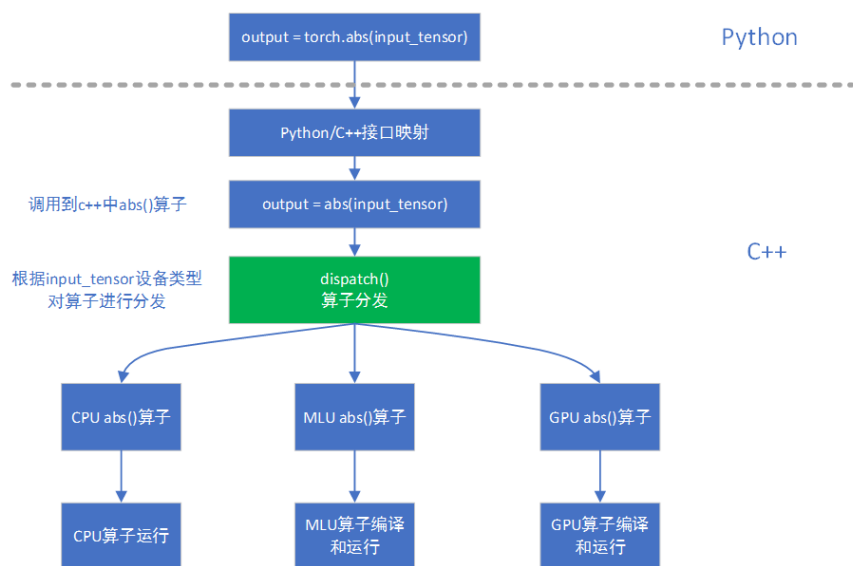 output = torch.abs(input_tensor)
Python
Python/C++接口映射
调用到c++中abs()算子
output = abs(input_tensor)
C++
根据input_tensor设备类型
对算子进行分发
dispatch()
算子分发
CPU abs()算子
MLU abs()算子
GPU abs()算子
CPU算子运行
MLU算子编译
和运行
GPU算子编译
和运行